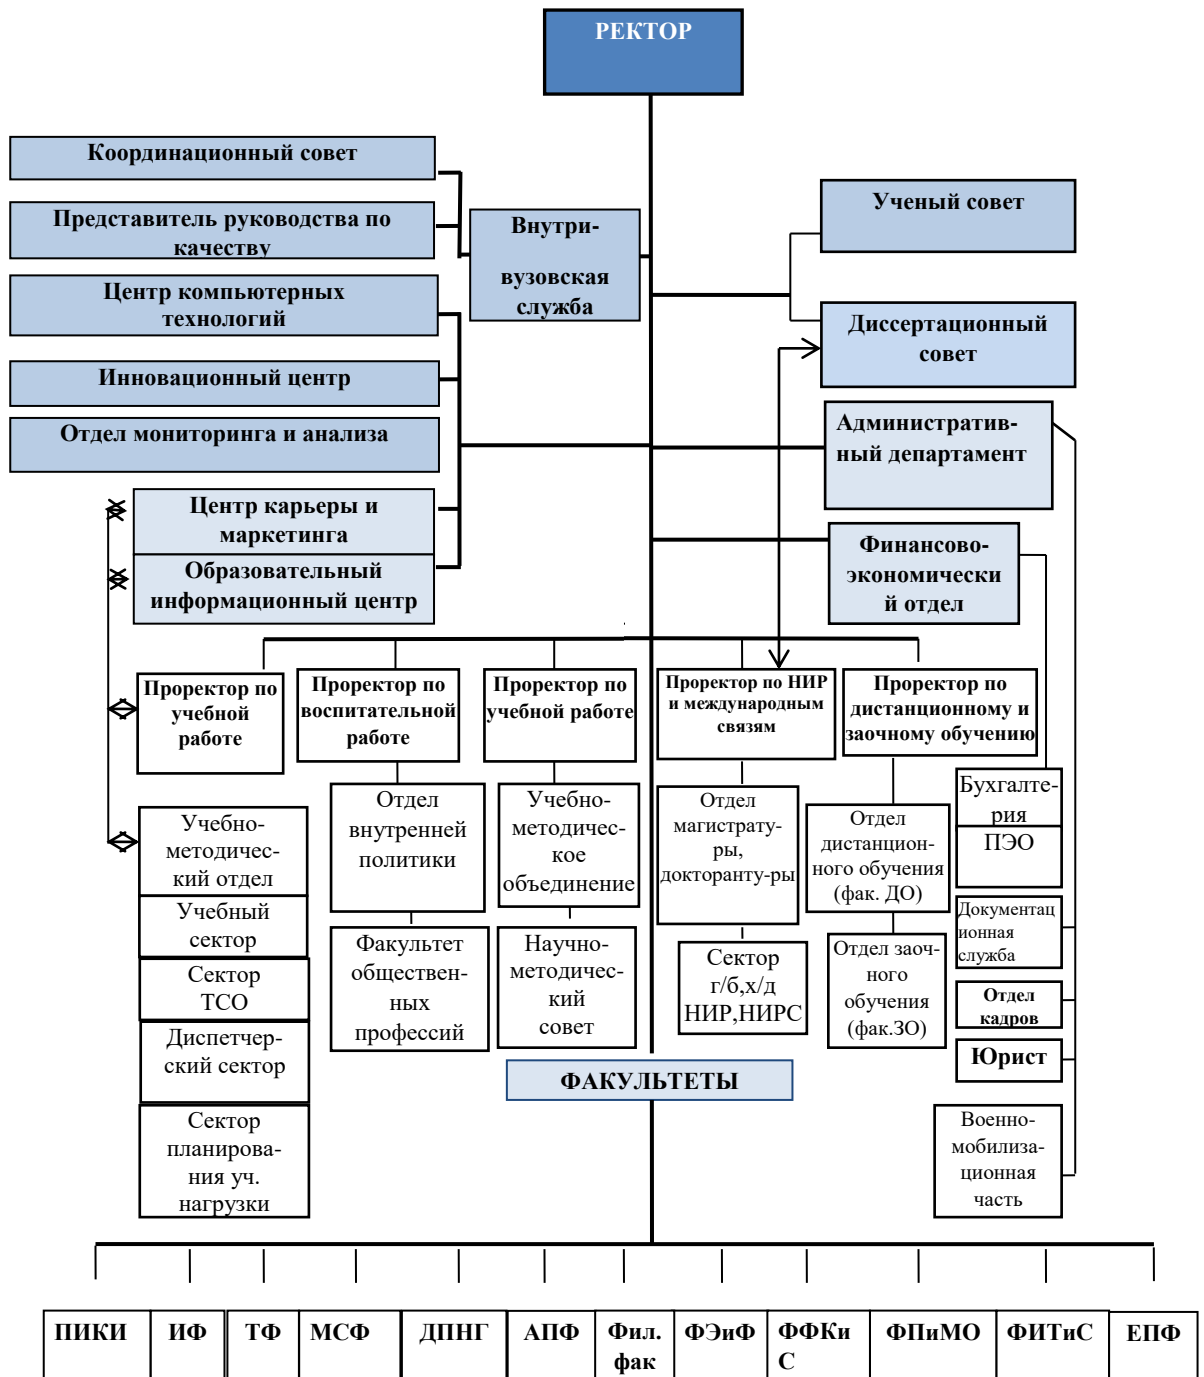 РЕКТОР
Координационный совет
Представитель руководства по
качеству
Внутри-
вузовская
служба
Ученый совет
Центр компьютерных
технологий
Диссертационный
совет
Инновационный центр
Отдел мониторинга и анализа
Административ-
ный департамент
Центр карьеры и
маркетинга
Образовательный
информационный центр
Финансово-
экономически
й отдел
Проректор по
учебной
работе
Проректор по
воспитательной
работе
Проректор по
учебной работе
Проректор по НИР
и международным
связям
Проректор по
дистанционному и
заочному обучению
Учебно-
методичес-
кий отдел
Учебный
сектор
Сектор
ТСО
Диспетчер-
ский сектор
Сектор
планирова-
ния уч.
нагрузки
Отдел
внутренней
политики
Факультет
обществен-
ных
профессий
Учебно-
методичес-
кое
объединение
Научно-
методический
совет
Отдел
магистрату-
ры,
докторанту-ры
Сектор
г/б,х/д
НИР,НИРС
Отдел
дистанцион-
ного обучения
(фак. ДО)
Отдел заоч-
ного
обучения
(фак.ЗО)
Бухгалте-
рия
ПЭО
Документац
ионная
служба
Отдел
кадров
Юрист
Военно-
мобилиза-
ционная
часть
ФАКУЛЬТЕТЫ
ПИКИ
ИФ
ТФ
МСФ
ДПНГ
АПФ
Фил.
фак
ФЭиФ
ФФКи
С
ФПиМО
ФИТиС
ЕПФ